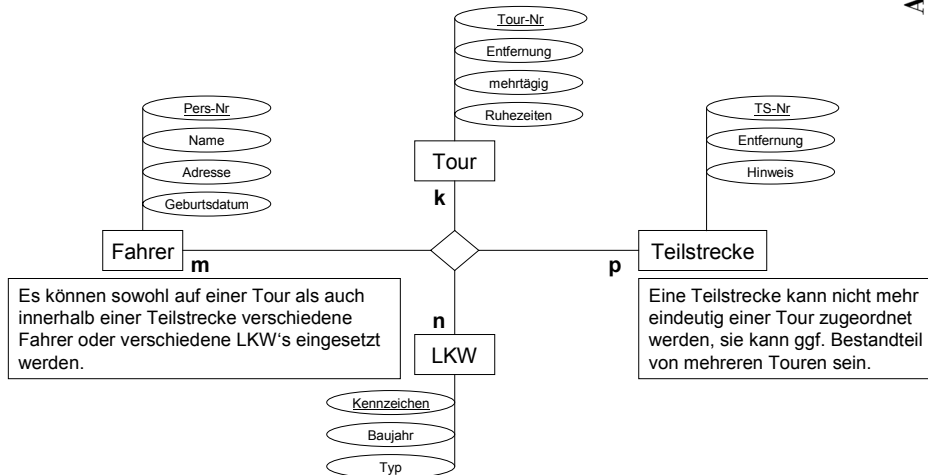 A
Tour-Nr
Entfernung
mehrtägig
Ruhezeiten
Tour
k
Pers-Nr
Name
Adresse
Geburtsdatum
Fahrer
m
TS-Nr
Entfernung
Hinweis
Teilstrecke
p
Es können sowohl auf einer Tour als auch
innerhalb einer Teilstrecke verschiedene
Fahrer oder verschiedene LKW's eingesetzt
werden.
Eine Teilstrecke kann nicht mehr
eindeutig einer Tour zugeordnet
werden, sie kann ggf. Bestandteil
von mehreren Touren sein.
n
LKW
Kennzeichen
Baujahr
Typ